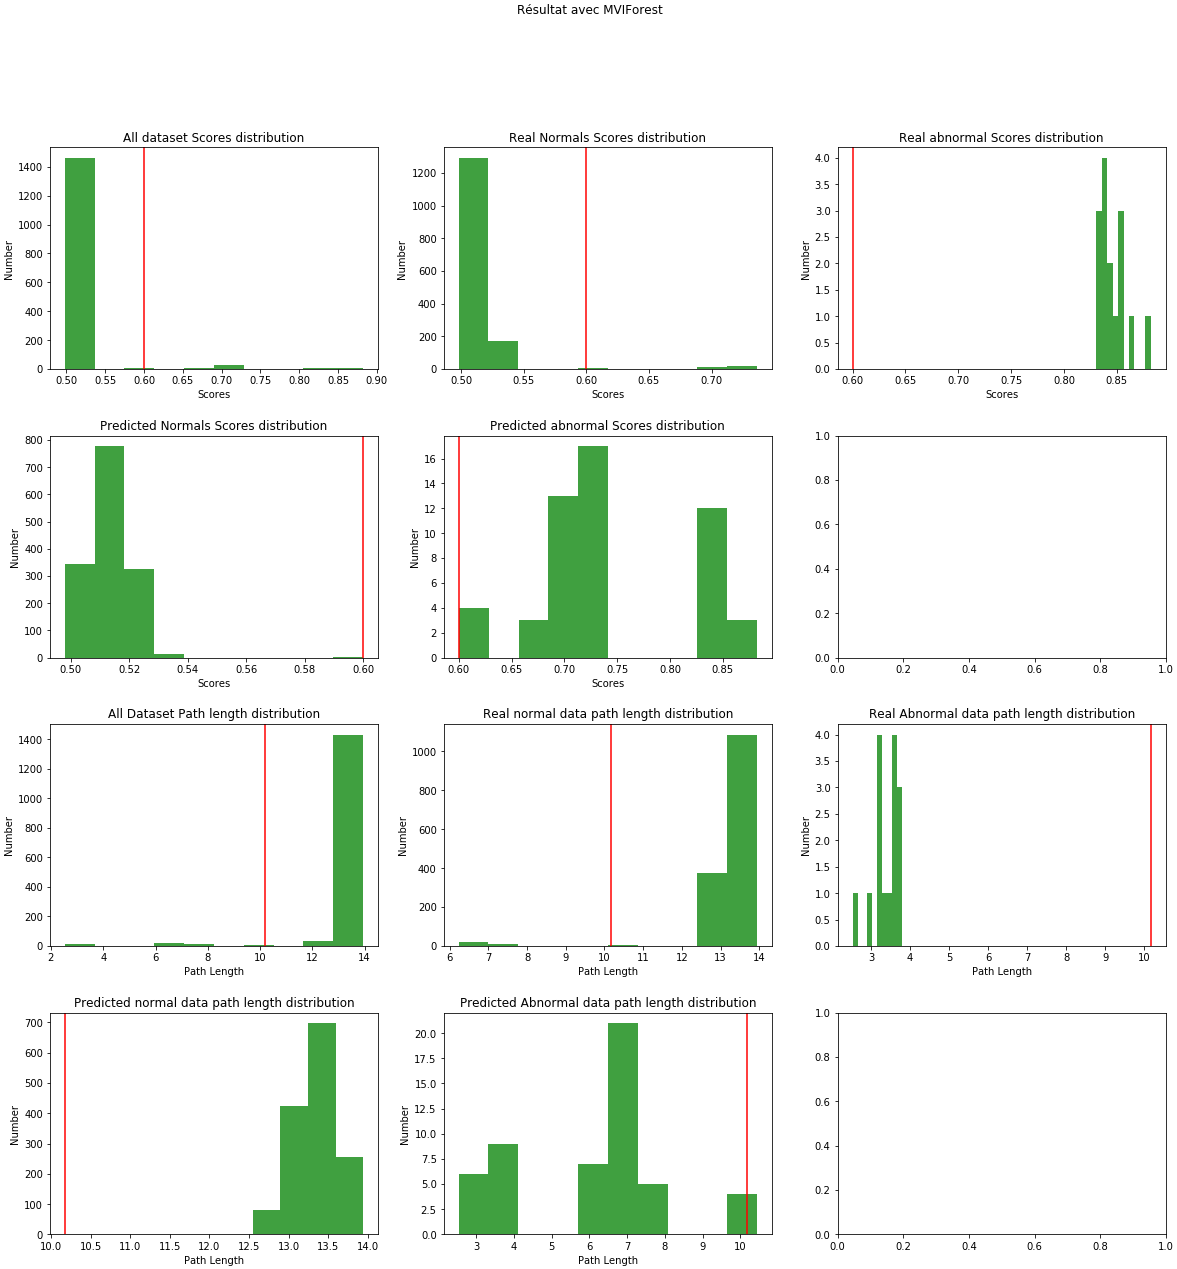 Résultat avec MVIForest
All dataset Scores distribution
Number
0 200 400 600 800 1000 1200 1400
0.50 0.55 0.60 0.65 0.70 0.75 0.80 0.85 0.90
Scores
Real Normals Scores distribution
Number
0 200 400 600 800 1000 1200
0.50 0.55 0.60 0.65 0.70
Scores
Real abnormal Scores distribution
Number
0.0 0.5 1.0 1.5 2.0 2.5 3.0 3.5 4.0
0.60 0.65 0.70 0.75 0.80 0.85
Scores
Predicted Normals Scores distribution
Number
0 100 200 300 400 500 600 700 800
0.50 0.52 0.54 0.56 0.58 0.60
Scores
Predicted abnormal Scores distribution
Number
0 2 4 6 8 10 12 14 16
0.60 0.65 0.70 0.75 0.80 0.85
Scores
0.0 0.2 0.4 0.6 0.8 1.0
0.0 0.2 0.4 0.6 0.8 1.0
All Dataset Path length distribution
Number
0 200 400 600 800 1000 1200 1400
2 4 6 8 10 12 14
Path Length
Real normal data path length distribution
Number
0 200 400 600 800 1000
6 7 8 9 10 11 12 13 14
Path Length
Real Abnormal data path length distribution
Number
0.0 0.5 1.0 1.5 2.0 2.5 3.0 3.5 4.0
3 4 5 6 7 8 9 10
Path Length
Predicted normal data path length distribution
Number
0 100 200 300 400 500 600 700
10.0 10.5 11.0 11.5 12.0 12.5 13.0 13.5 14.0
Path Length
Predicted Abnormal data path length distribution
Number
0.0 2.5 5.0 7.5 10.0 12.5 15.0 17.5 20.0
3 4 5 6 7 8 9 10
Path Length
0.0 0.2 0.4 0.6 0.8 1.0
0.0 0.2 0.4 0.6 0.8 1.0